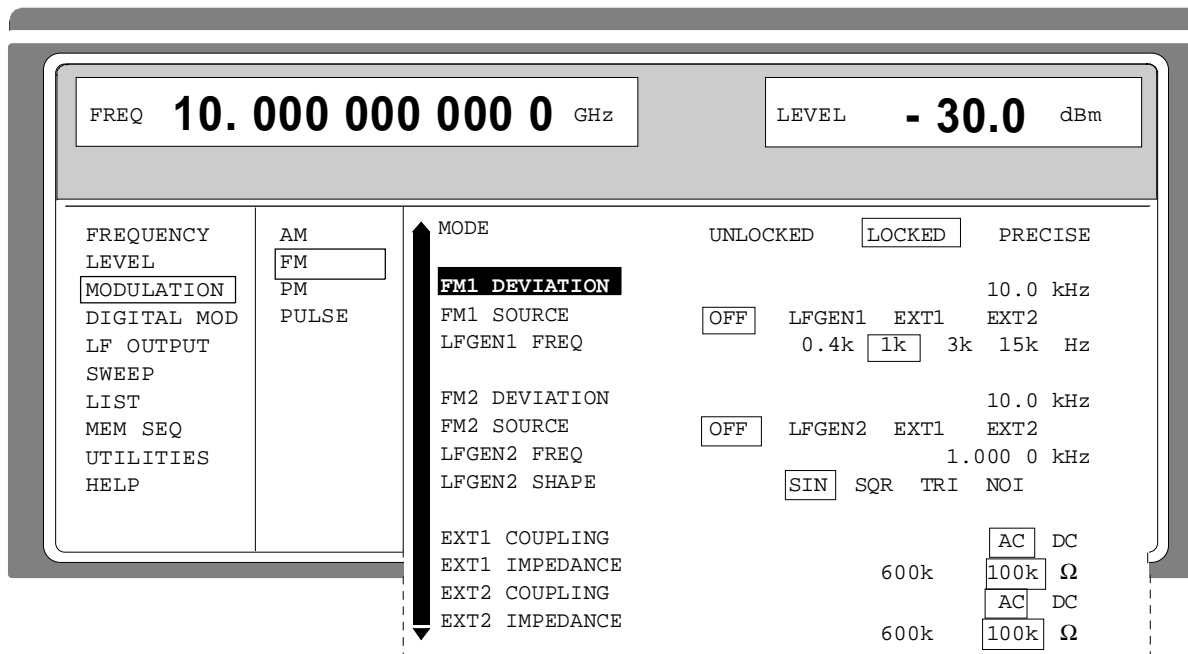 FREQ 10. 000 000 000 0 GHz
LEVEL - 30.0 dBm
FREQUENCY
LEVEL
MODULATION
DIGITAL MOD
LF OUTPUT
SWEEP
LIST
MEM SEQ
UTILITIES
HELP
AM
FM
PM
PULSE
MODE UNLOCKED LOCKED PRECISE
FM1 DEVIATION 10.0 kHz
FM1 SOURCE OFF LFGEN1 EXT1 EXT2
LFGEN1 FREQ 0.4k 1k 3k 15k Hz
FM2 DEVIATION 10.0 kHz
FM2 SOURCE OFF LFGEN2 EXT1 EXT2
LFGEN2 FREQ 1.000 0 kHz
LFGEN2 SHAPE SIN SQR TRI NOI
EXT1 COUPLING AC DC
EXT1 IMPEDANCE 600k 100k Ω
EXT2 COUPLING AC DC
EXT2 IMPEDANCE 600k 100k Ω